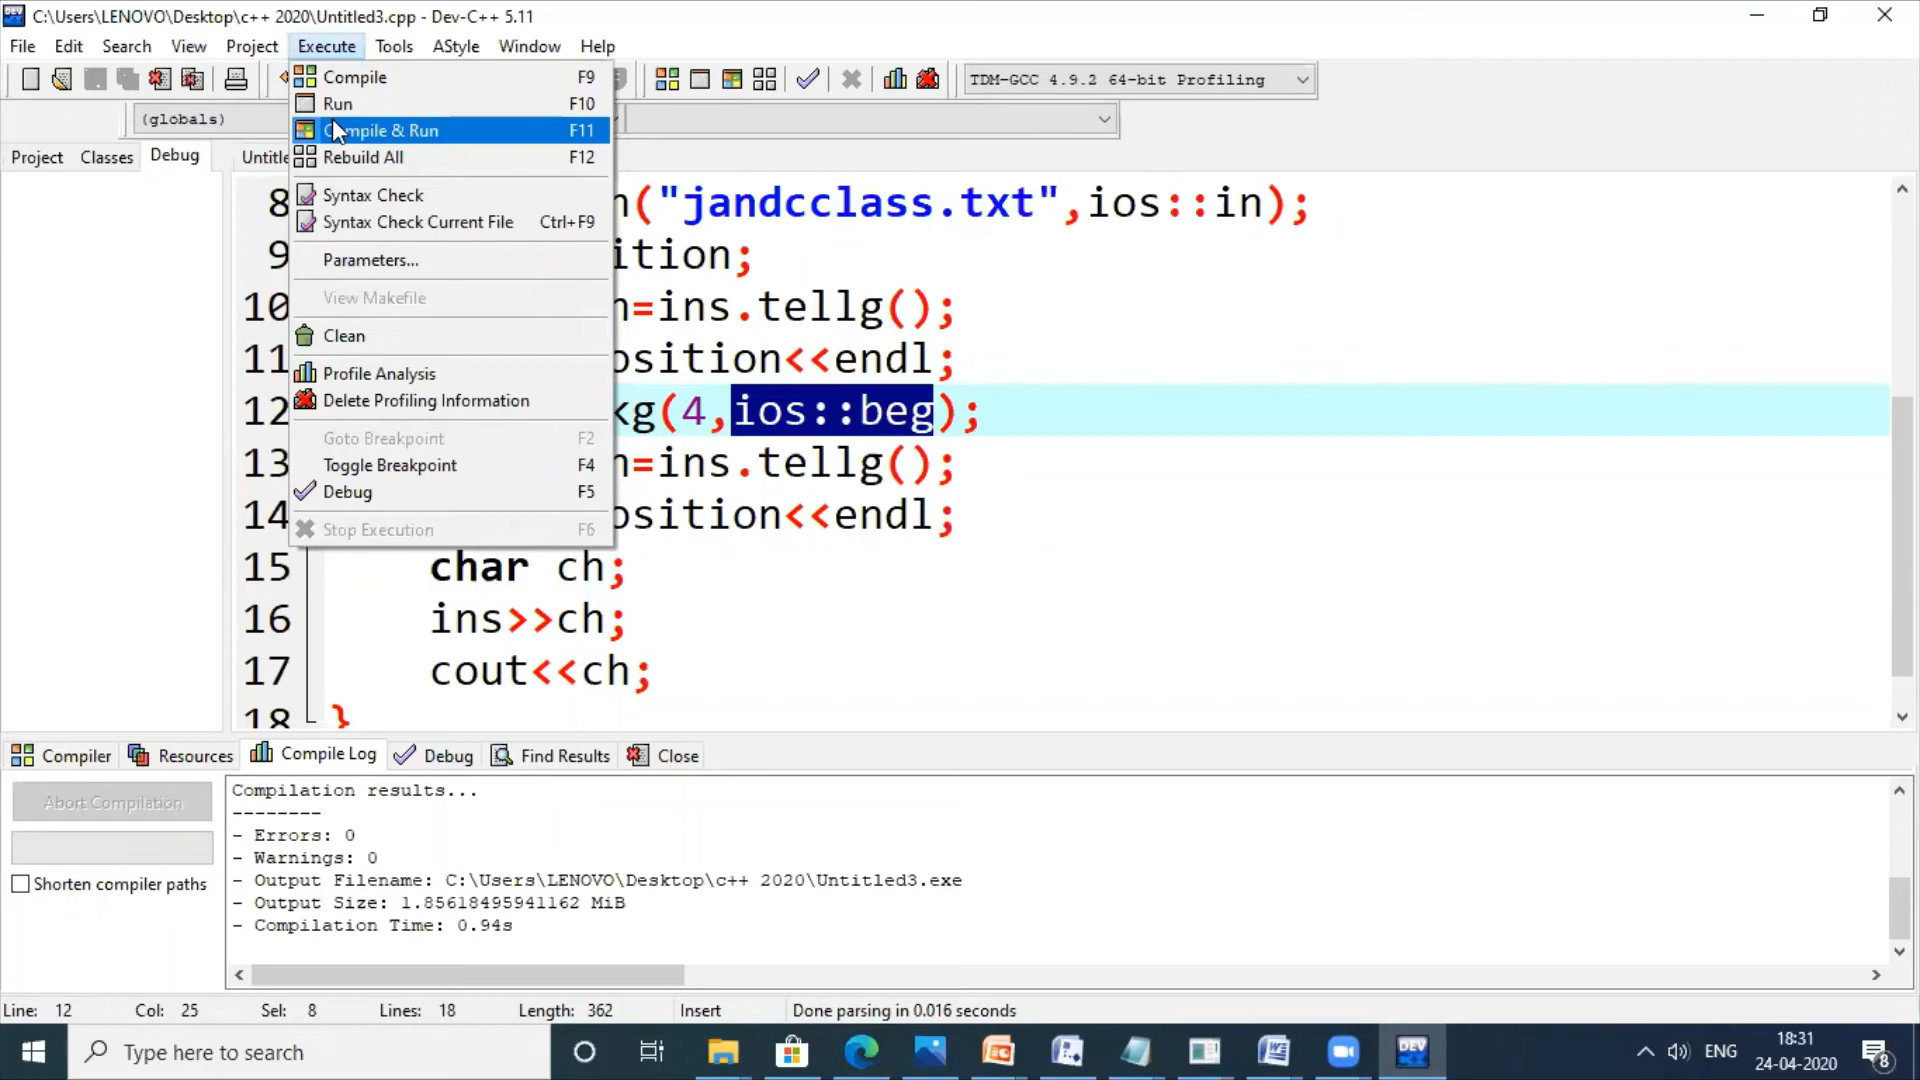 C:\Users\LENOVO\Desktop\c++ 2020\Untitled3.cpp - Dev-C++ 5.11
File Edit Search View Project Execute Tools AStyle Window Help
TDM-GCC 4.9.2 64-bit Profiling
(globals)
Project Classes Debug Untitle
Compile F9
Run F10
Compile & Run F11
Rebuild All F12
Syntax Check
Syntax Check Current File Ctrl+F9
Parameters...
View Makefile
Clean
Profile Analysis
Delete Profiling Information
Goto Breakpoint F2
Toggle Breakpoint F4
Debug F5
Stop Execution F6
8 n("jandcclass.txt",ios::in);
9 ition;
10 n=ins.tellg();
11 osition<<endl;
12 kg(4,ios::beg);
13 n=ins.tellg();
14 osition<<endl;
15 char ch;
16 ins>>ch;
17 cout<<ch;
18 }
Compiler Resources Compile Log Debug Find Results Close
Abort Compilation
Shorten compiler paths
Compilation results...
--------
- Errors: 0
- Warnings: 0
- Output Filename: C:\Users\LENOVO\Desktop\c++ 2020\Untitled3.exe
- Output Size: 1.85618495941162 MiB
- Compilation Time: 0.94s
Line: 12 Col: 25 Sel: 8 Lines: 18 Length: 362 Insert Done parsing in 0.016 seconds
Type here to search
DEV
ENG
18:31
24-04-2020
8